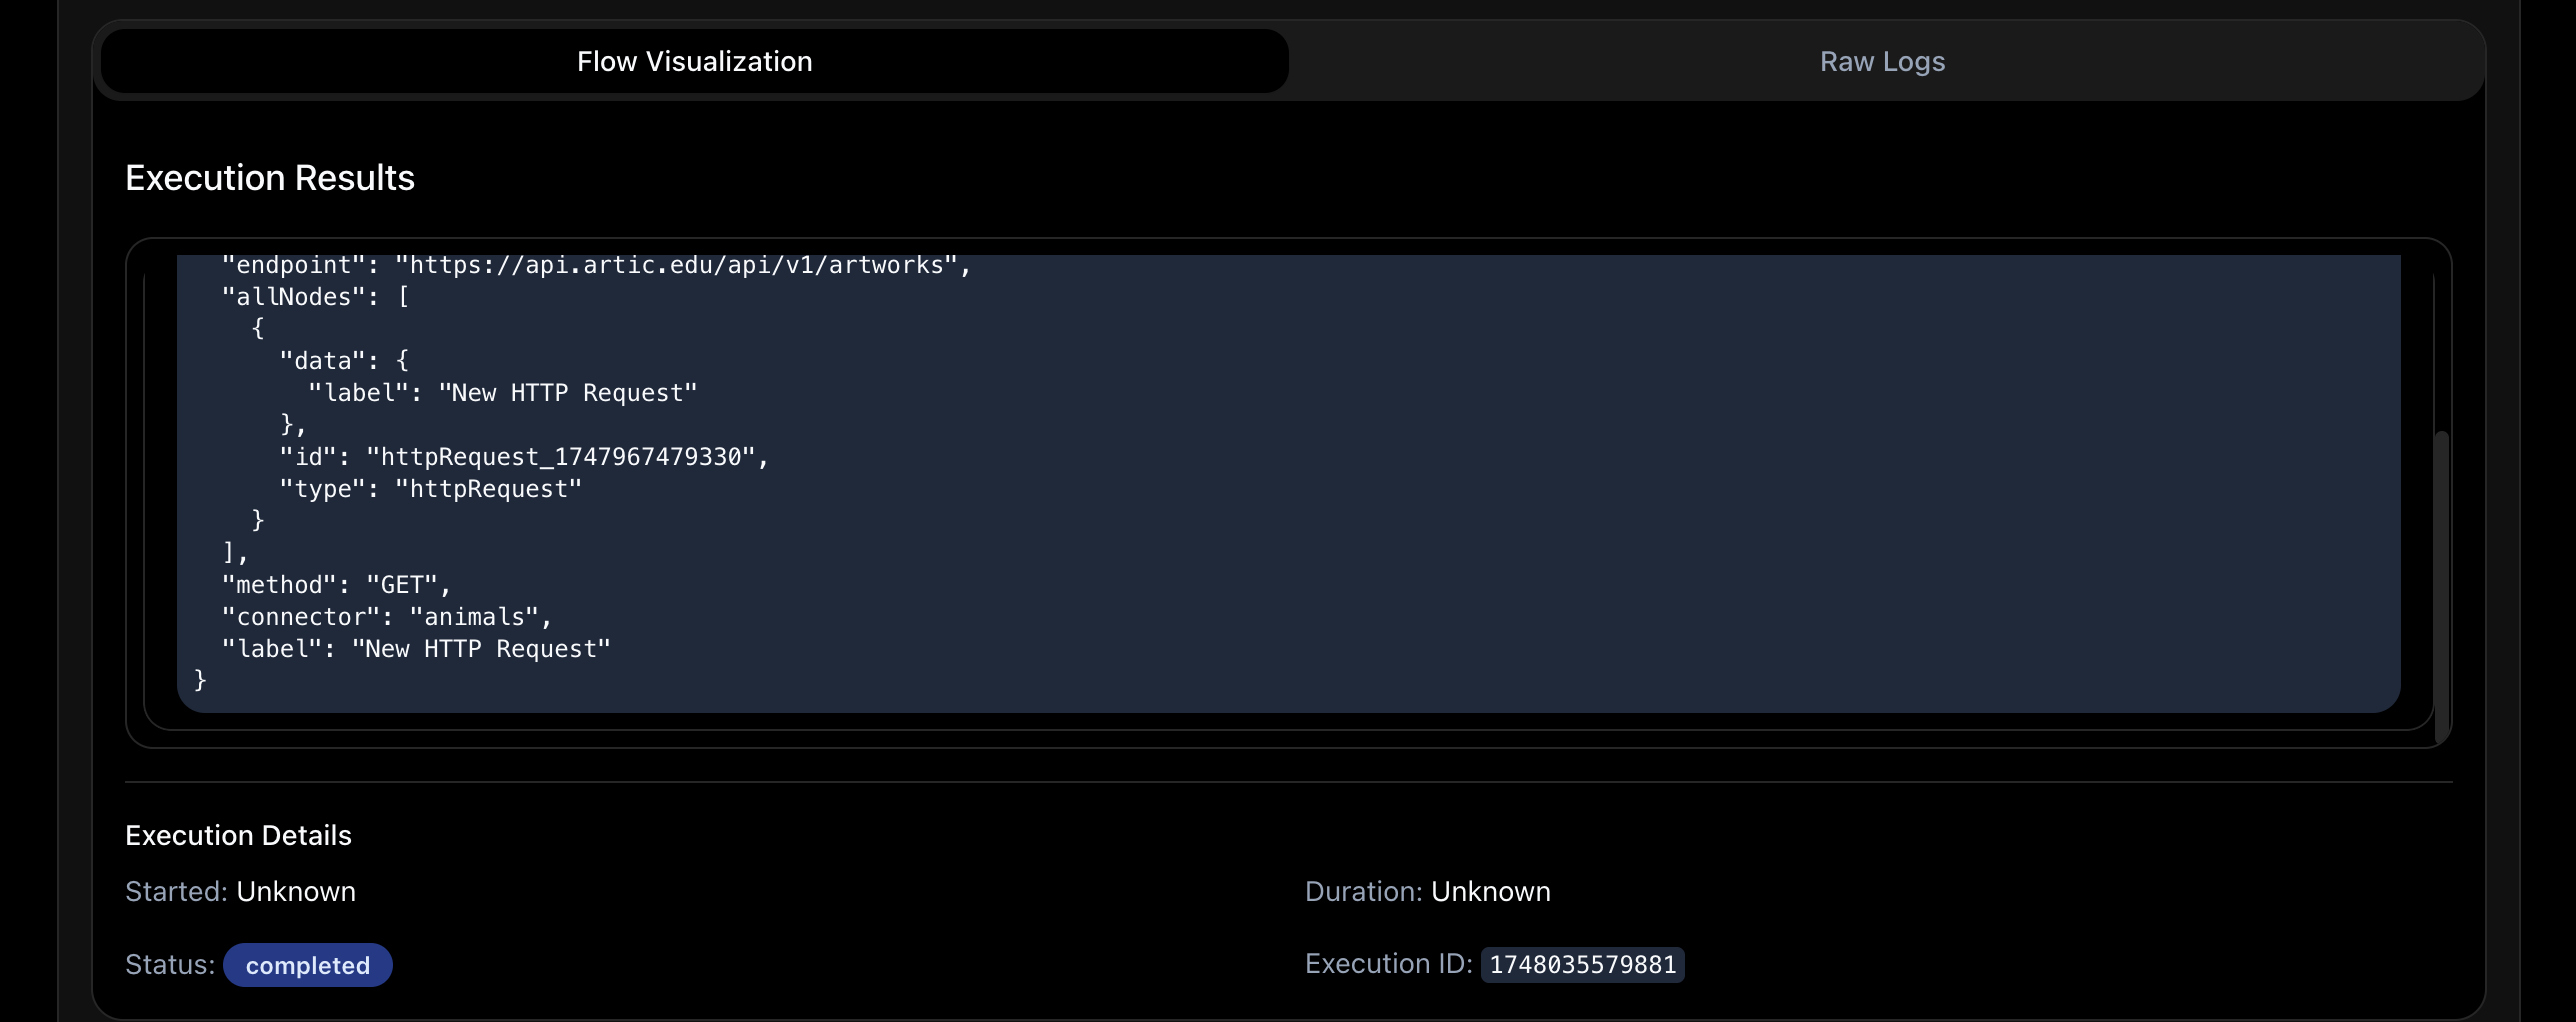 Flow Visualization
Raw Logs
Execution Results
"endpoint": "https://api.artic.edu/api/v1/artworks",
"allNodes": [
{
"data": {
"label": "New HTTP Request"
},
"id": "httpRequest_1747967479330",
"type": "httpRequest"
}
],
"method": "GET",
"connector": "animals",
"label": "New HTTP Request"
}
Execution Details
Started: Unknown
Duration: Unknown
Status: completed
Execution ID: 1748035579881